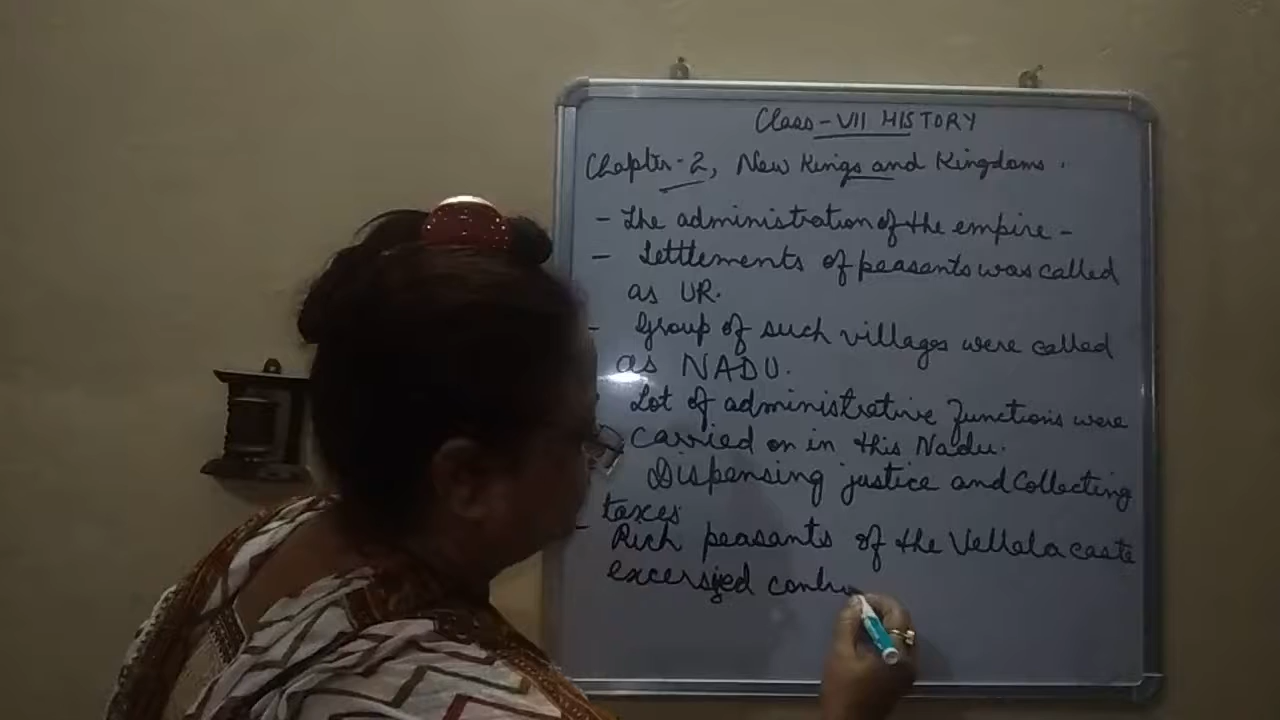 Class-VII HISTORY
Chapter-2, New Kings and Kingdoms.
- The administration of the empire -
- Settlements of peasants was called
as UR.
- Group of such villages were called
as NADU.
Lot of administrative functions were
carried on in this Nadu.
Dispensing justice and Collecting
taxes
- Rich peasants of the Vellala caste
excersized contro